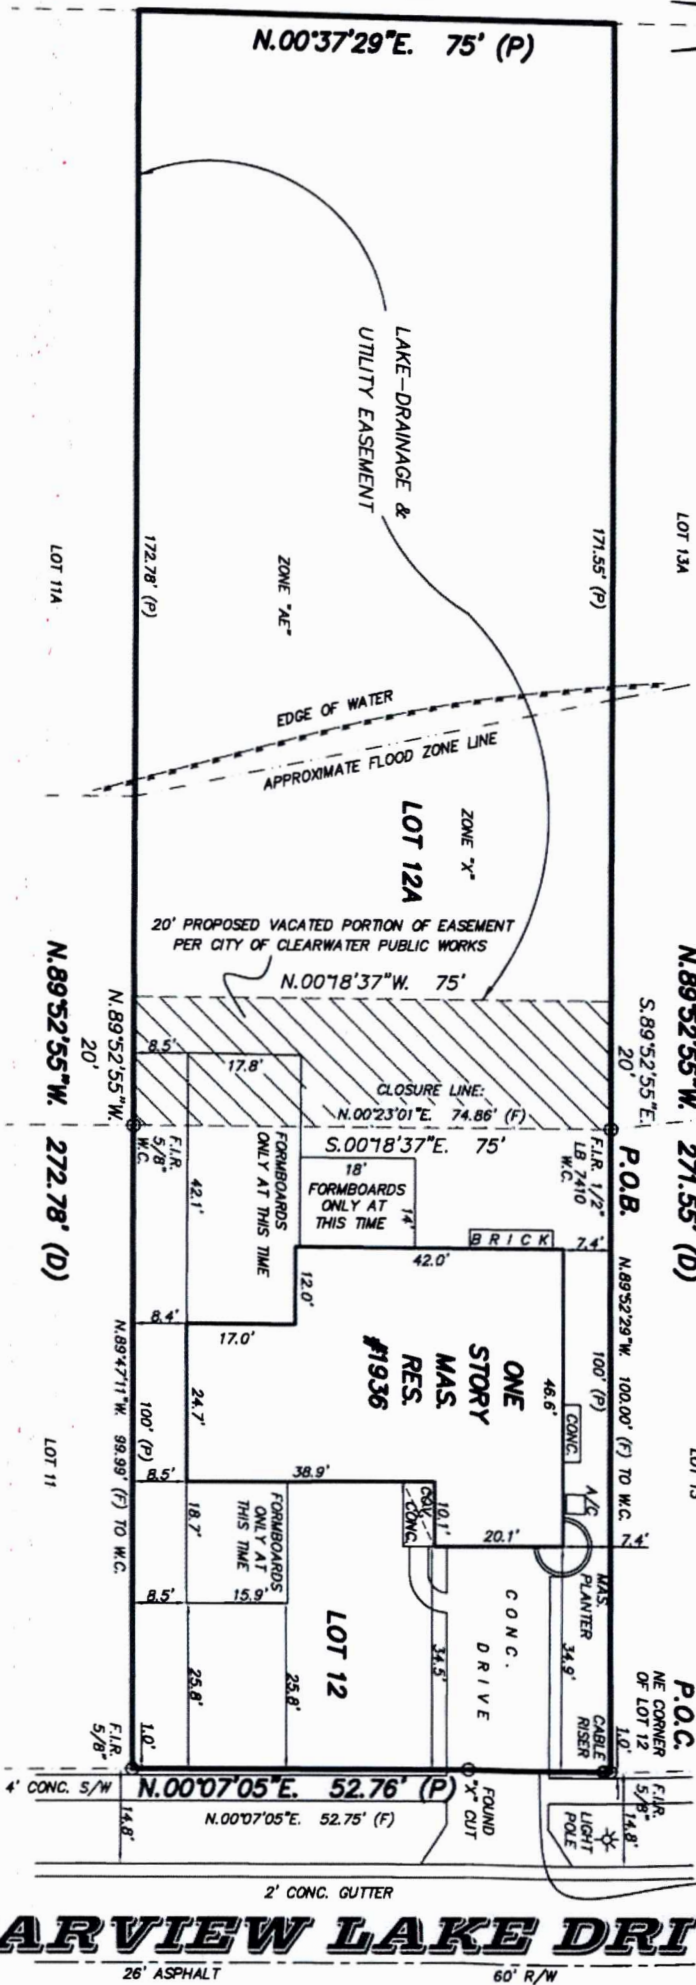 N.00°37'29"E. 75' (P)
LAKE-DRAINAGE &
UTILITY EASEMENT
LOT 13A
171.55' (P)
172.78' (P)
LOT 11A
ZONE "AE"
EDGE OF WATER
APPROXIMATE FLOOD ZONE LINE
ZONE "X"
LOT 12A
20' PROPOSED VACATED PORTION OF EASEMENT
PER CITY OF CLEARWATER PUBLIC WORKS
N.00°18'37"W. 75'
N.89°52'55"W. 271.55' (D)
S.89°52'55"E.
20'
N.89°52'55"W.
20'
N.89°52'55"W. 272.78' (D)
8.5'
17.8'
CLOSURE LINE:
N.00°23'01"E. 74.86' (F)
S.00°18'37"E. 75'
F.I.R. 1/2"
LB 7410
W.C.
P.O.B.
F.I.R.
5/8"
W.C.
42.1'
FORMBOARDS
ONLY AT
THIS TIME
18'
FORMBOARDS
ONLY AT
THIS TIME
14'
BRICK
7.4'
42.0'
12.0'
8.4'
17.0'
N.89°52'29"W. 100.00' (F) TO W.C.
100' (P)
ONE
STORY
MAS.
RES.
#1936
46.6'
CONC.
A/C
24.7'
N.89°47'11"W. 99.99' (F) TO W.C.
100' (P)
LOT 11
8.5'
38.9'
COV.
CONC.
10.1'
20.1'
7.4'
MAS.
PLANTER
18.7'
FORMBOARDS
ONLY AT
THIS TIME
8.5'
15.9'
CONC.
DRIVE
34.9'
34.5'
LOT 12
25.8'
25.8'
P.O.C.
NE CORNER
OF LOT 12
CABLE
RISER
1.0'
1.0'
F.I.R.
5/8"
F.I.R.
5/8"
4' CONC. S/W
N.00°07'05"E. 52.76' (P)
N.00°07'05"E. 52.75' (F)
14.8'
FOUND
"X" CUT
LIGHT
POLE
14.8'
2' CONC. GUTTER
ARVIEW LAKE DRI
26' ASPHALT
60' R/W